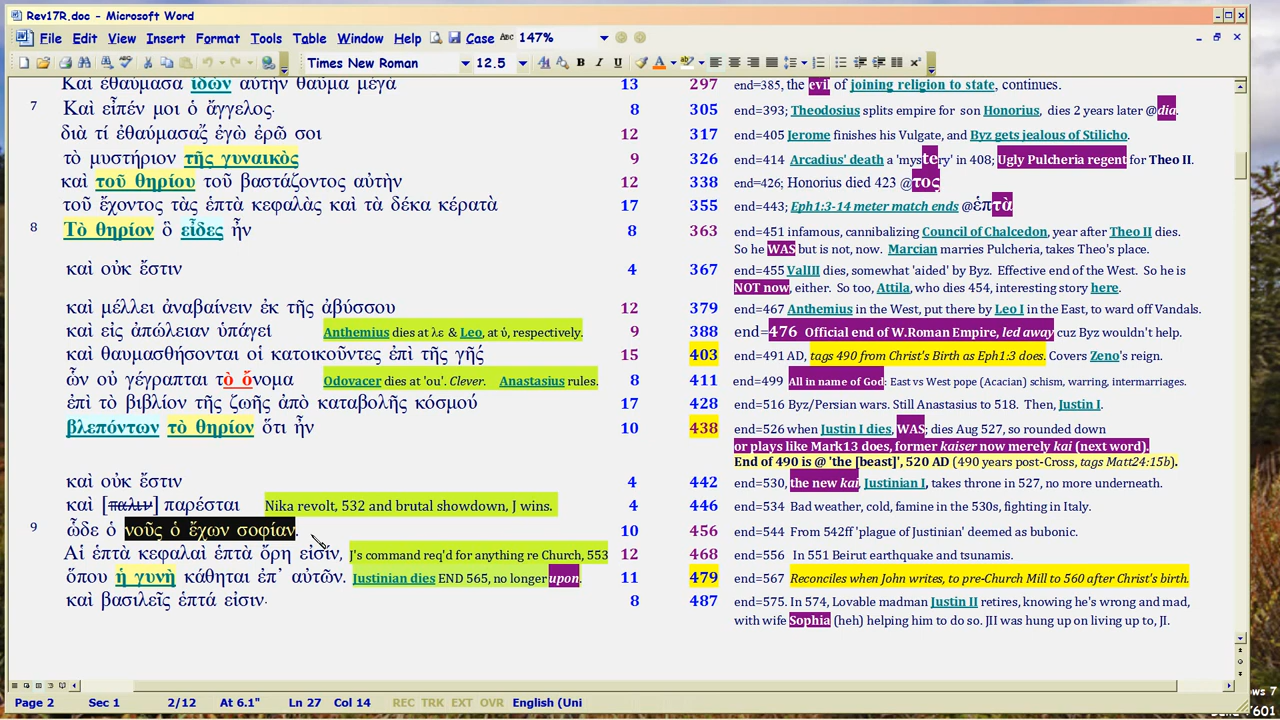 Rev17R.doc - Microsoft Word
File Edit View Insert Format Tools Table Window Help Case ABC 147%
Times New Roman 12.5 B I U
Καὶ ἐθαύμασα ἰδὼν αὐτὴν θαῦμα μέγα 13 297 end=385, the evil of joining religion to state, continues.
7 Καὶ εἶπέν μοι ὁ ἄγγελος· 8 305 end=393; Theodosius splits empire for son Honorius, dies 2 years later @dia.
διὰ τί ἐθαύμασας ἐγὼ ἐρῶ σοι 12 317 end=405 Jerome finishes his Vulgate, and Byz gets jealous of Stilicho.
τὸ μυστήριον τῆς γυναικὸς 9 326 end=414 Arcadius' death a 'mystery' in 408; Ugly Pulcheria regent for Theo II.
καὶ τοῦ θηρίου τοῦ βαστάζοντος αὐτὴν 12 338 end=426; Honorius died 423 @τος
τοῦ ἔχοντος τὰς ἑπτὰ κεφαλὰς καὶ τὰ δέκα κέρατὰ 17 355 end=443; Eph1:3-14 meter match ends @ἑπτὰ
8 Τὸ θηρίον ὃ εἶδες ἦν 8 363 end=451 infamous, cannibalizing Council of Chalcedon, year after Theo II dies.
So he WAS but is not, now. Marcian marries Pulcheria, takes Theo's place.
καὶ οὐκ ἔστιν 4 367 end=455 ValIII dies, somewhat 'aided' by Byz. Effective end of the West. So he is
NOT now, either. So too, Attila, who dies 454, interesting story here.
καὶ μέλλει ἀναβαίνειν ἐκ τῆς ἀβύσσου 12 379 end=467 Anthemius in the West, put there by Leo I in the East, to ward off Vandals.
καὶ εἰς ἀπώλειαν ὑπάγει Anthemius dies at λε & Leo, at ύ, respectively. 9 388 end=476 Official end of W.Roman Empire, led away cuz Byz wouldn't help.
καὶ θαυμασθήσονται οἱ κατοικοῦντες ἐπὶ τῆς γῆς 15 403 end=491 AD, tags 490 from Christ's Birth as Eph1:3 does. Covers Zeno's reign.
ὧν οὐ γέγραπται τὸ ὄνομα Odovacer dies at 'ou'. Clever. Anastasius rules. 8 411 end=499 All in name of God: East vs West pope (Acacian) schism, warring, intermarriages.
ἐπὶ τὸ βιβλίον τῆς ζωῆς ἀπὸ καταβολῆς κόσμου 17 428 end=516 Byz/Persian wars. Still Anastasius to 518. Then, Justin I.
βλεπόντων τὸ θηρίον ὅτι ἦν 10 438 end=526 when Justin I dies, WAS; dies Aug 527, so rounded down
or plays like Mark13 does, former kaiser now merely kai (next word).
End of 490 is @ 'the [beast]', 520 AD (490 years post-Cross, tags Matt24:15b).
καὶ οὐκ ἔστιν 4 442 end=530, the new kai, Justinian I, takes throne in 527, no more underneath.
καὶ [παλιν] παρέσται Nika revolt, 532 and brutal showdown, J wins. 4 446 end=534 Bad weather, cold, famine in the 530s, fighting in Italy.
9 ὧδε ὁ νοῦς ὁ ἔχων σοφίαν. 10 456 end=544 From 542ff 'plague of Justinian' deemed as bubonic.
Αἱ ἑπτὰ κεφαλαὶ ἑπτὰ ὄρη εἰσίν, J's command req'd for anything re Church, 553 12 468 end=556 In 551 Beirut earthquake and tsunamis.
ὅπου ἡ γυνὴ κάθηται ἐπ' αὐτῶν. Justinian dies END 565, no longer upon. 11 479 end=567 Reconciles when John writes, to pre-Church Mill to 560 after Christ's birth.
καὶ βασιλεῖς ἑπτά εἰσιν· 8 487 end=575. In 574, Lovable madman Justin II retires, knowing he's wrong and mad,
with wife Sophia (heh) helping him to do so. JII was hung up on living up to, JI.
Page 2 Sec 1 2/12 At 6.1" Ln 27 Col 14 REC TRK EXT OVR English (Uni